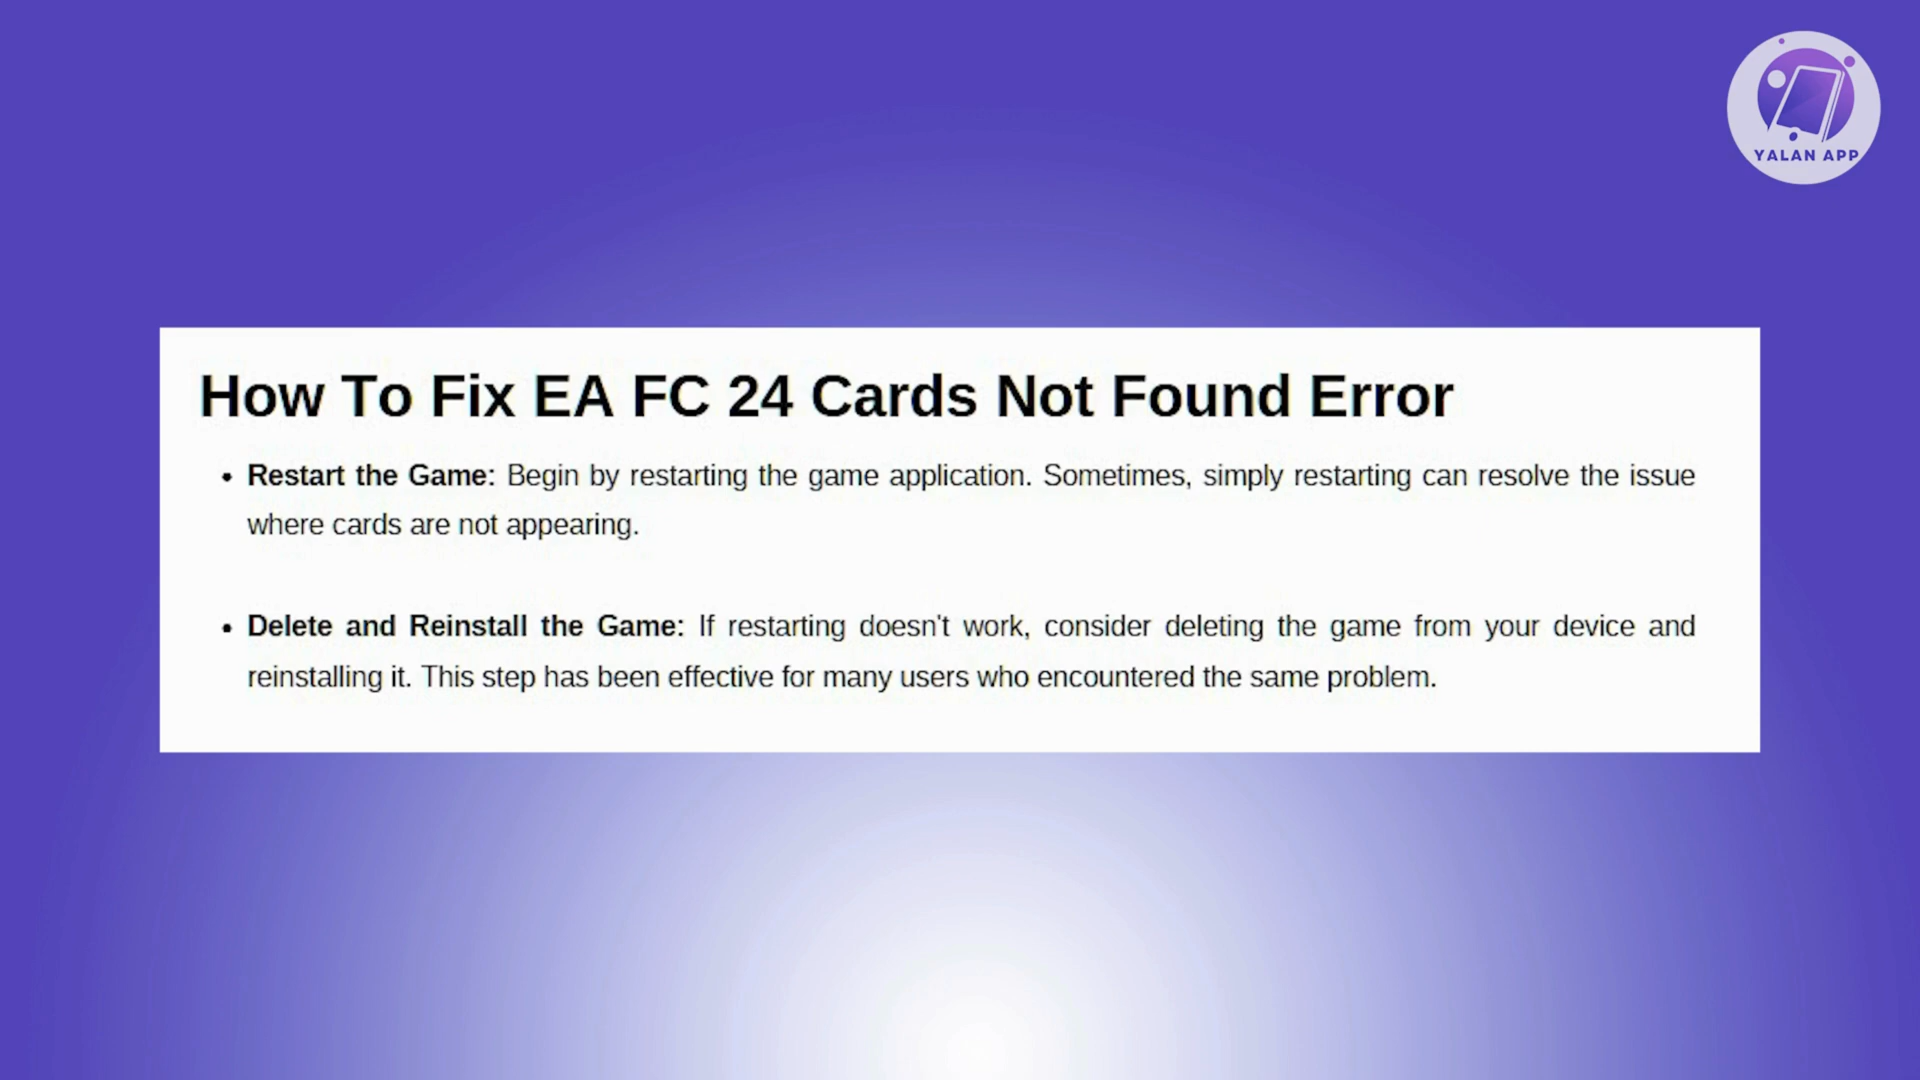 YALAN APP
How To Fix EA FC 24 Cards Not Found Error
• Restart the Game: Begin by restarting the game application. Sometimes, simply restarting can resolve the issue
where cards are not appearing.
• Delete and Reinstall the Game: If restarting doesn't work, consider deleting the game from your device and
reinstalling it. This step has been effective for many users who encountered the same problem.